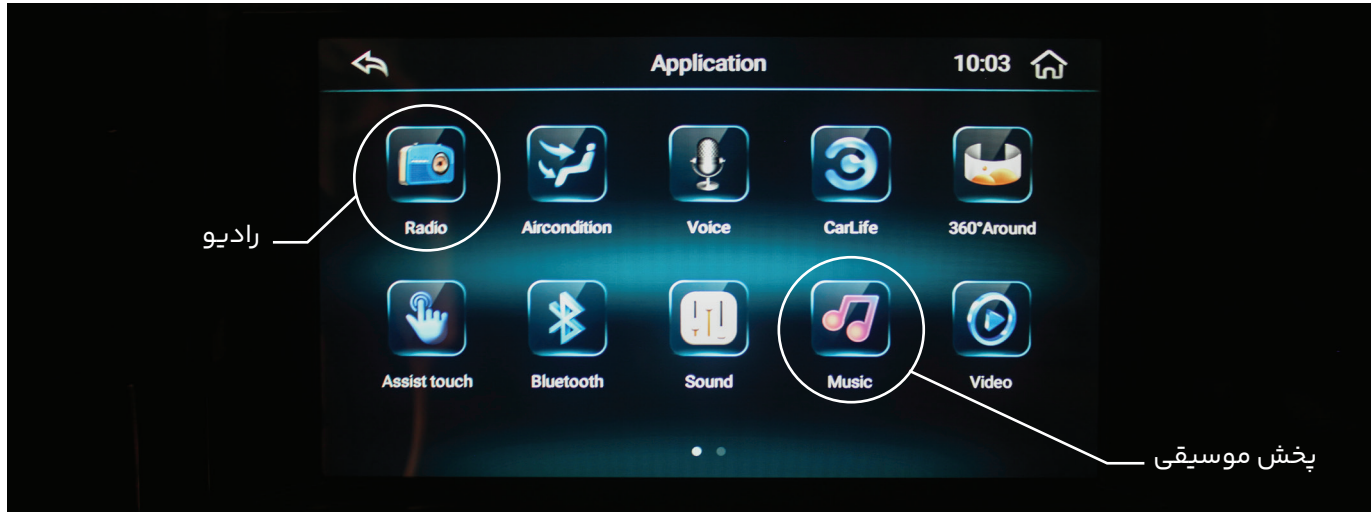 Application
10:03
Radio
Aircondition
Voice
CarLife
360°Around
رادیو
Assist touch
Bluetooth
Sound
Music
Video
پخش موسیقی